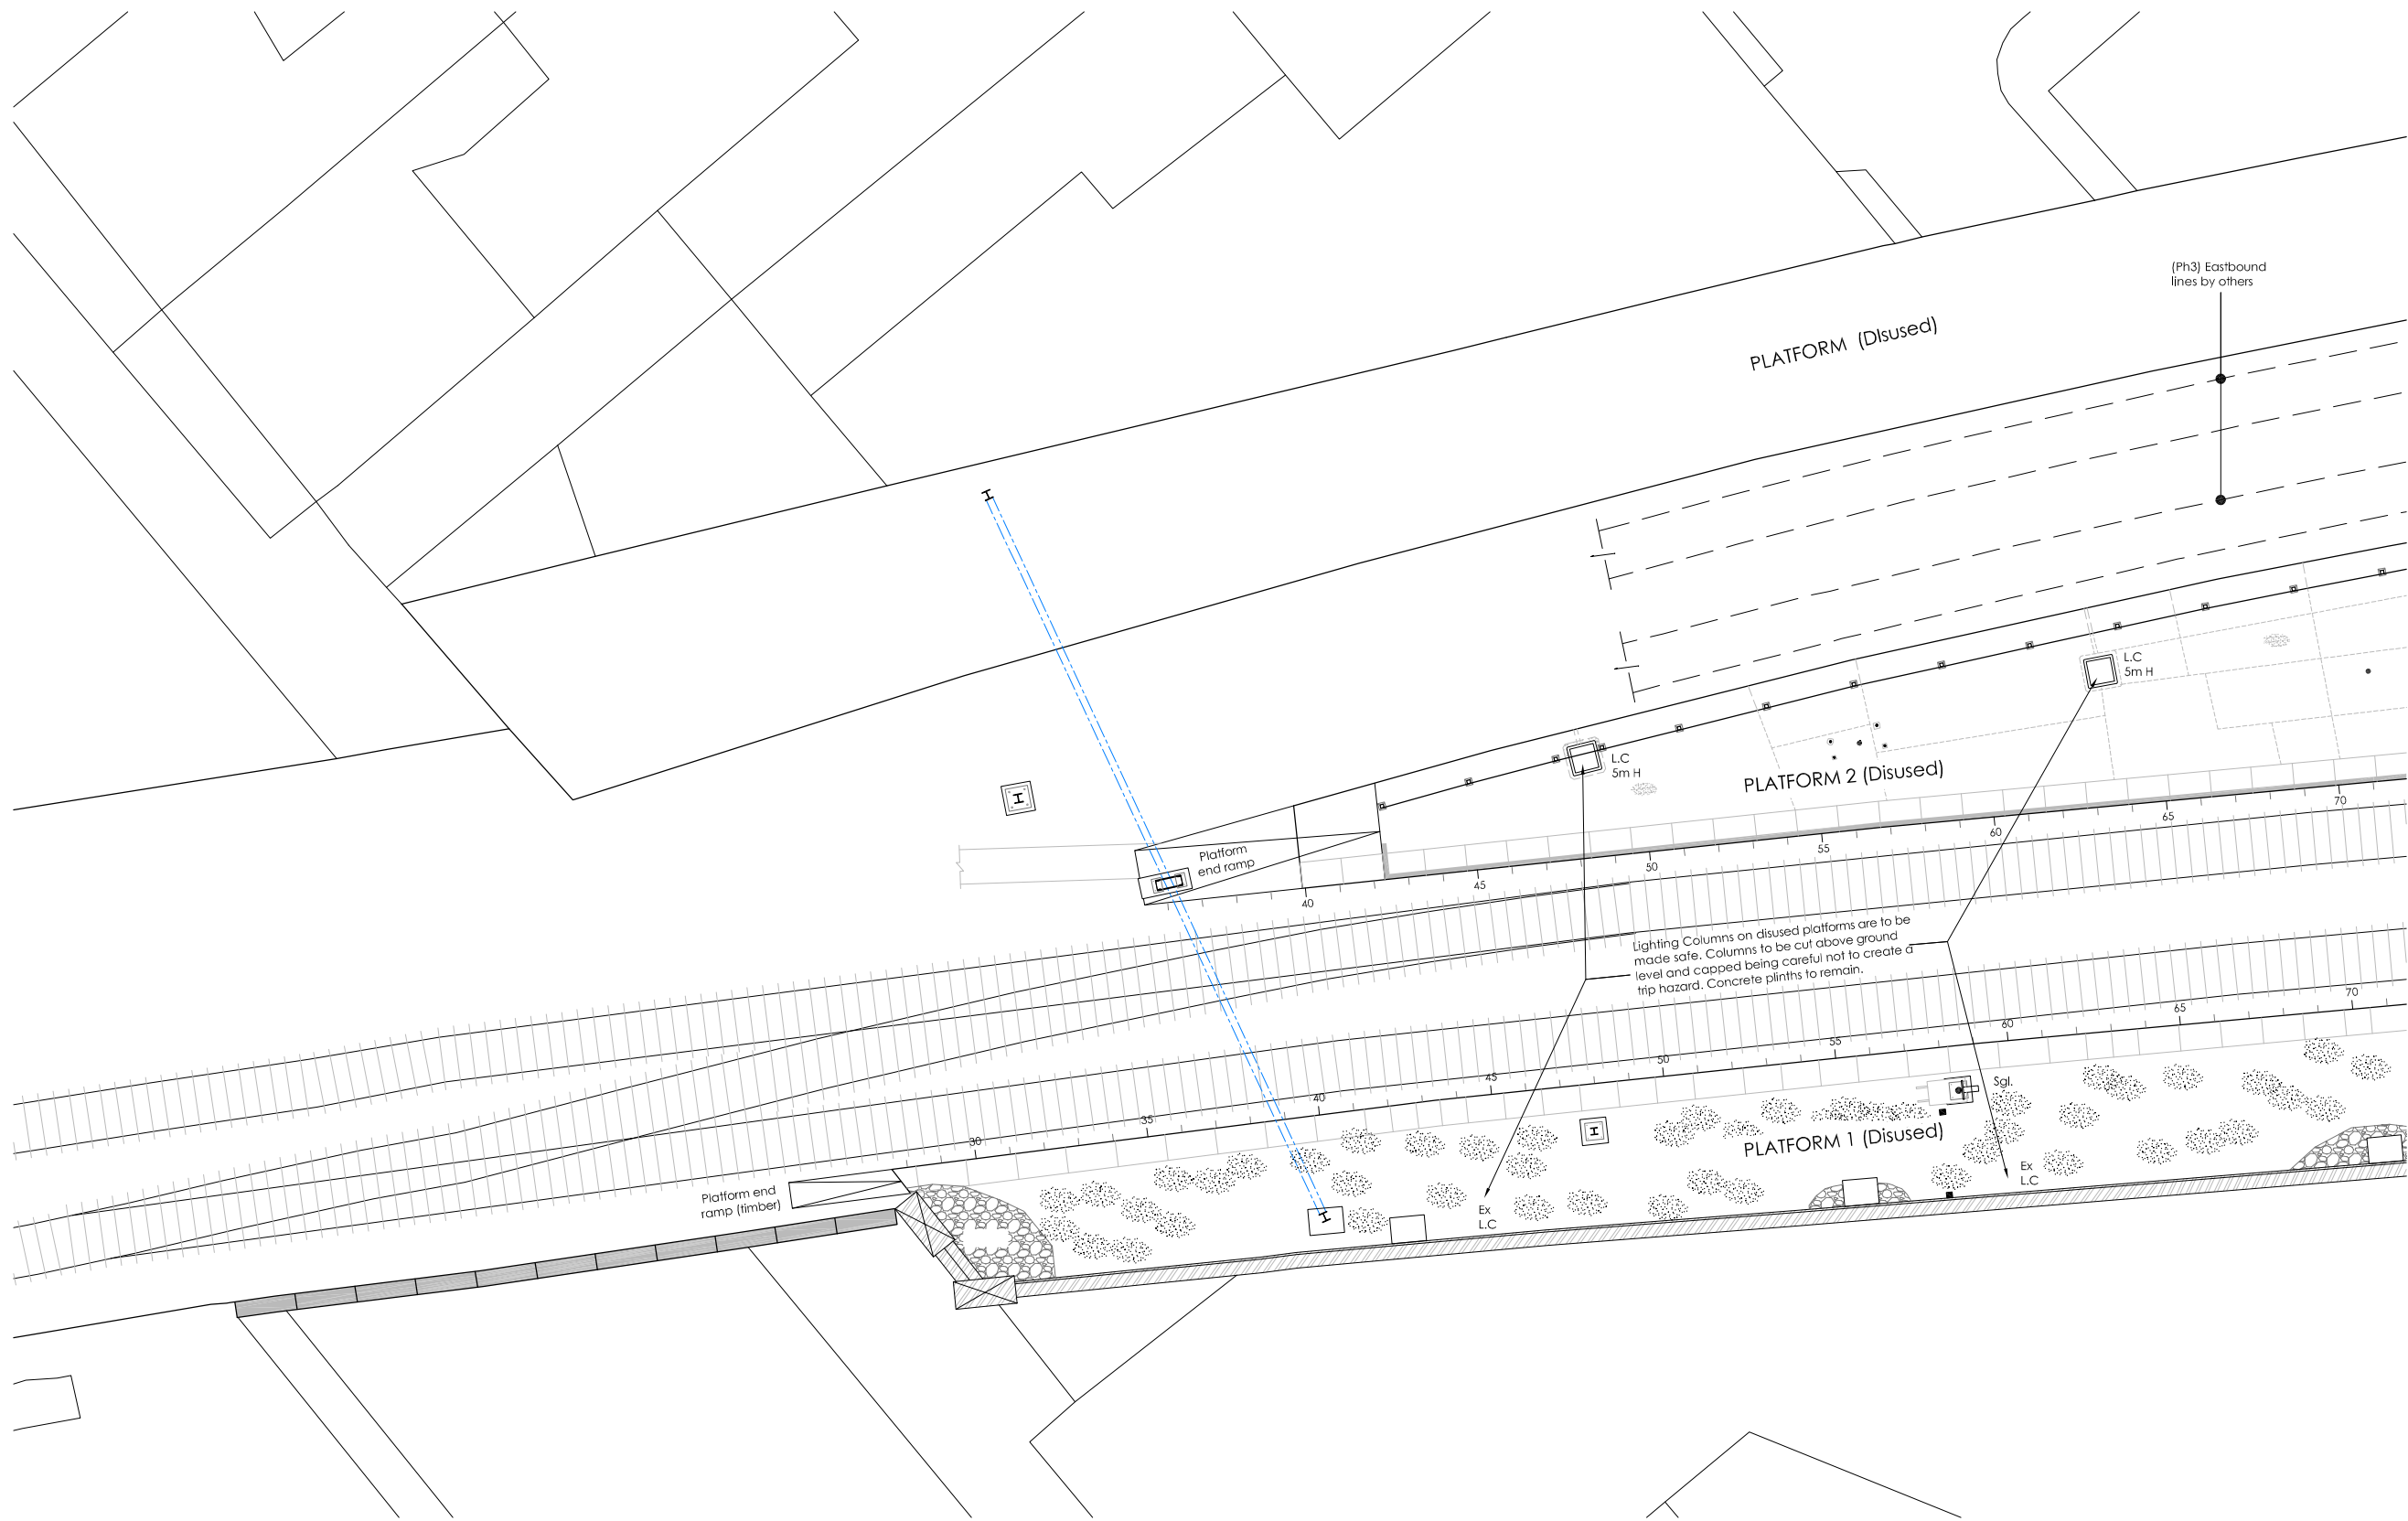 (Ph3) Eastbound
lines by others
PLATFORM (DIsused)
L.C
5m H
L.C
5m H
PLATFORM 2 (Disused)
Platform
end ramp
40
45
50
55
60
65
70
Lighting Columns on disused platforms are to be
made safe. Columns to be cut above ground
level and capped being careful not to create a
trip hazard. Concrete plinths to remain.
30
35
40
45
50
55
60
65
70
Sgl.
PLATFORM 1 (Disused)
Platform end
ramp (timber)
Ex
L.C
Ex
L.C